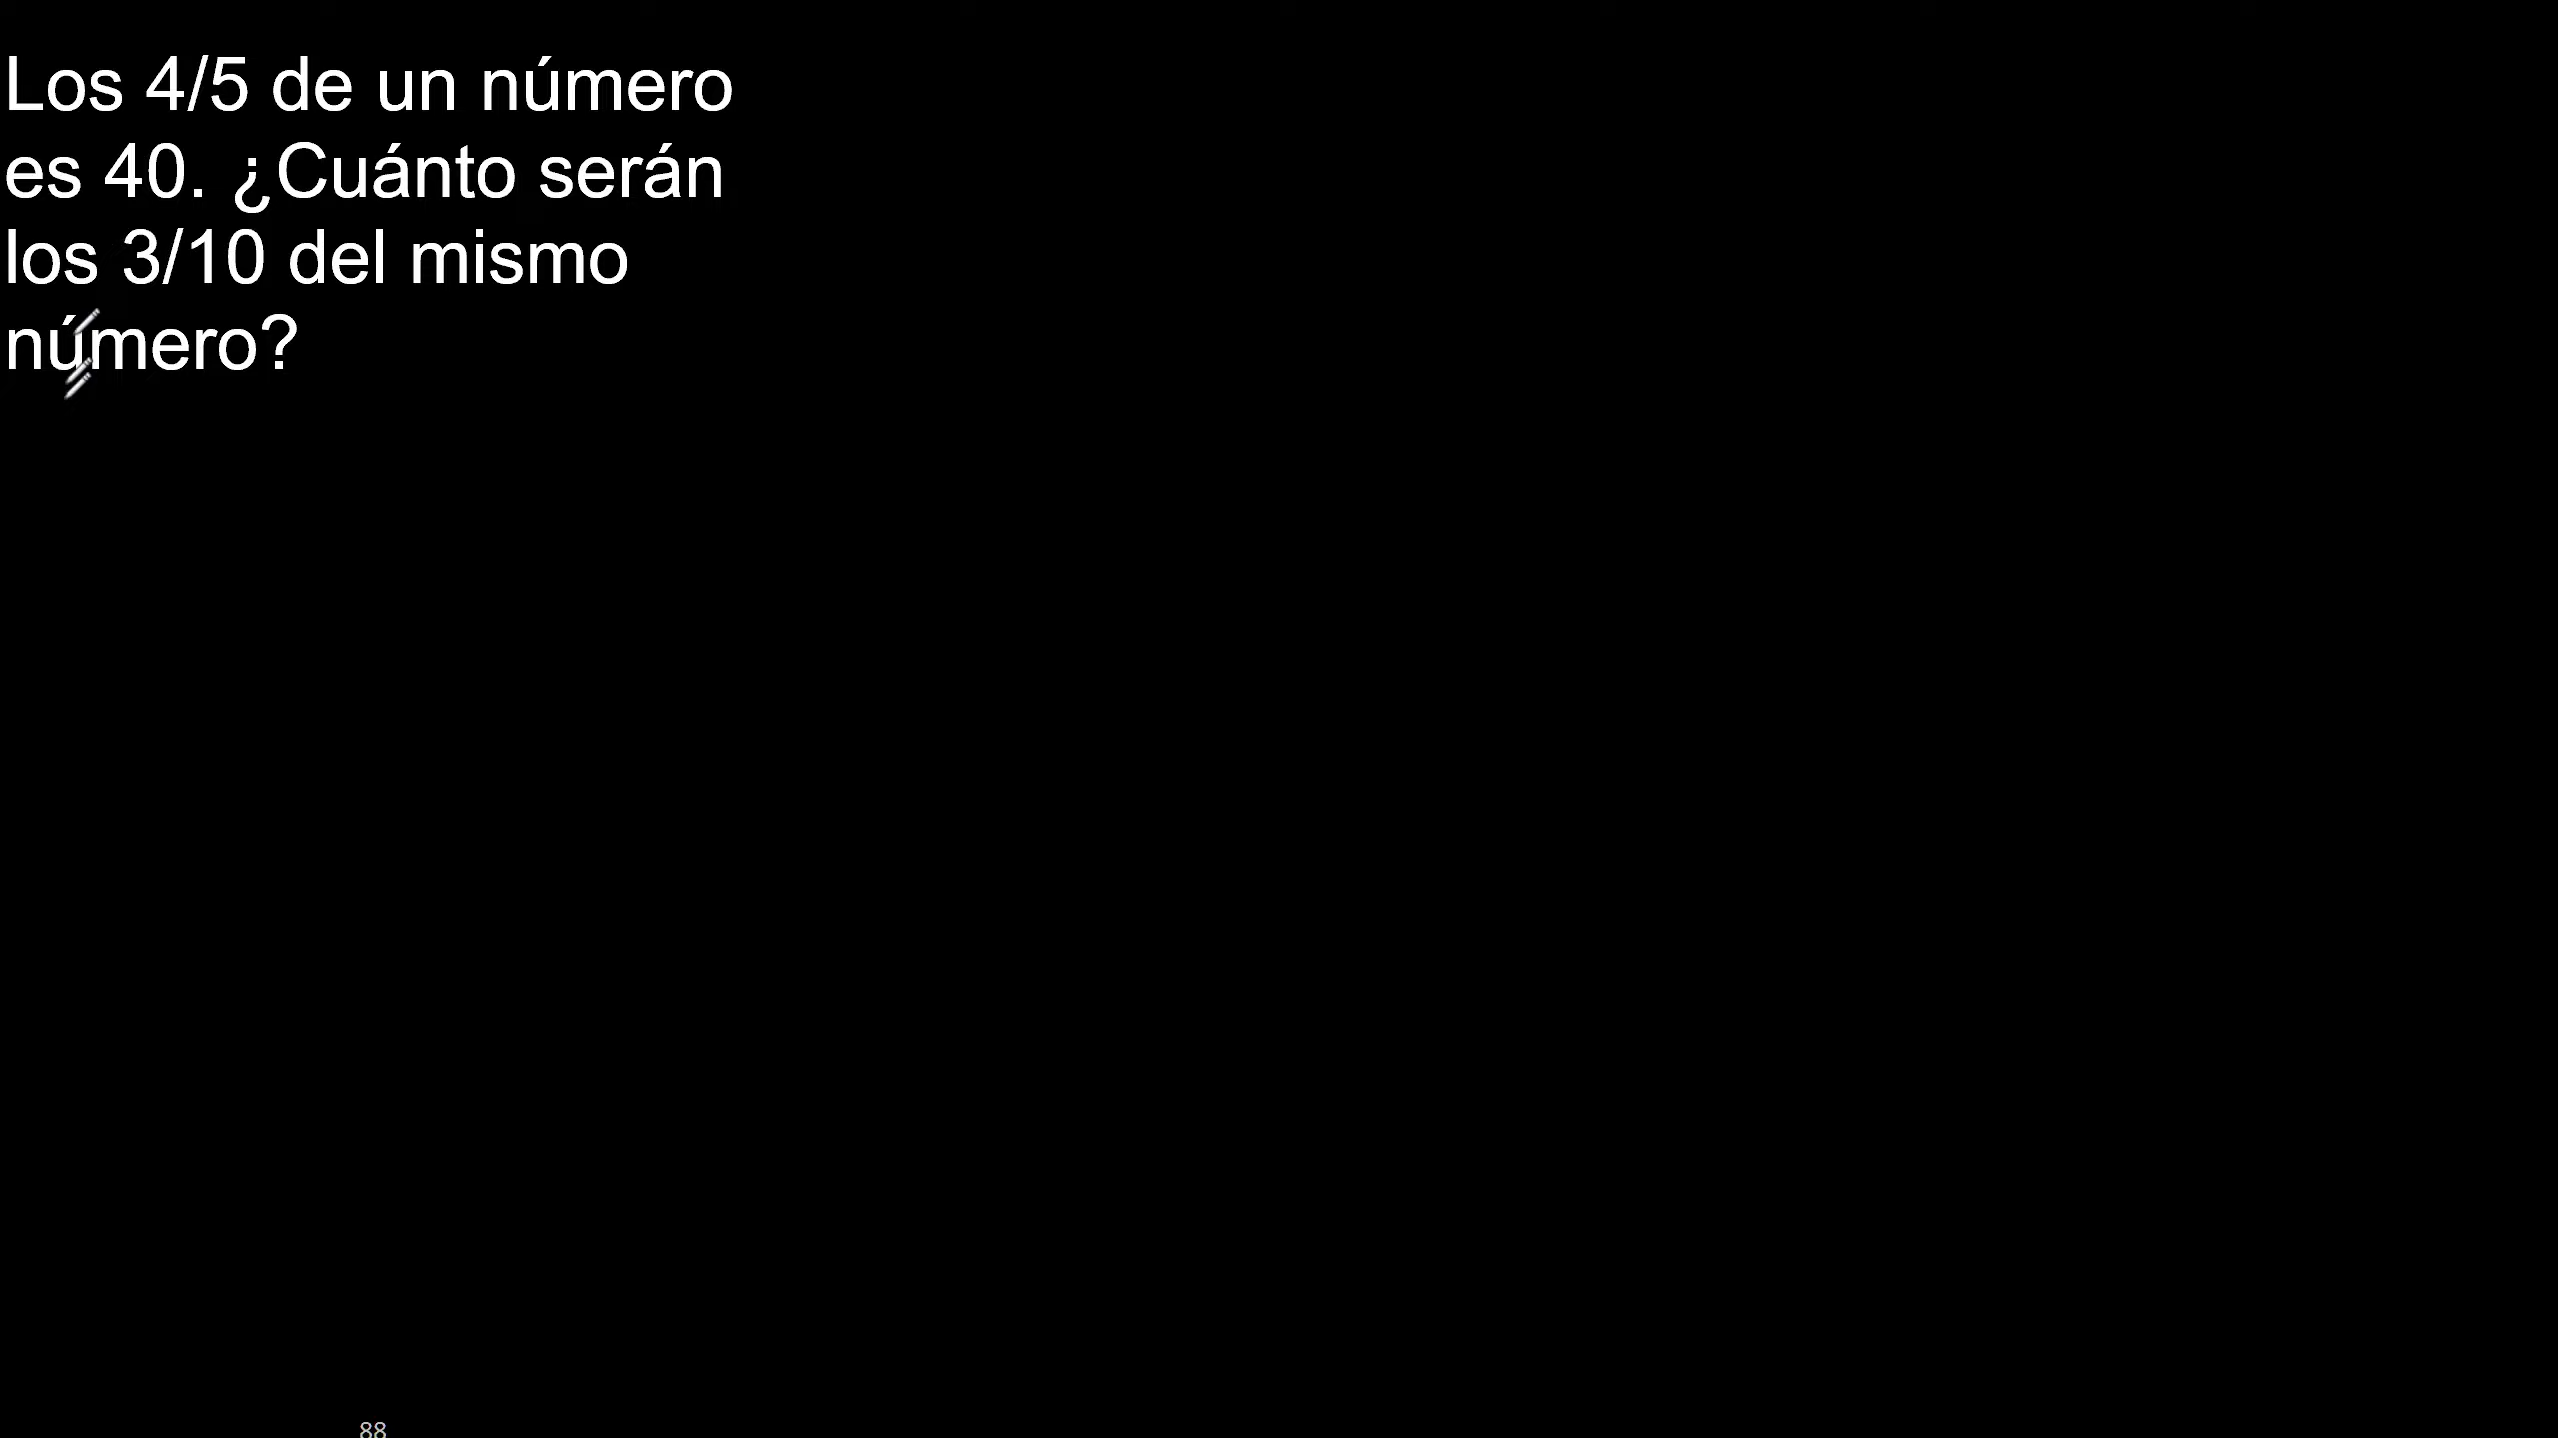 Los 4/5 de un número
es 40. ¿Cuánto serán
los 3/10 del mismo
número?
88